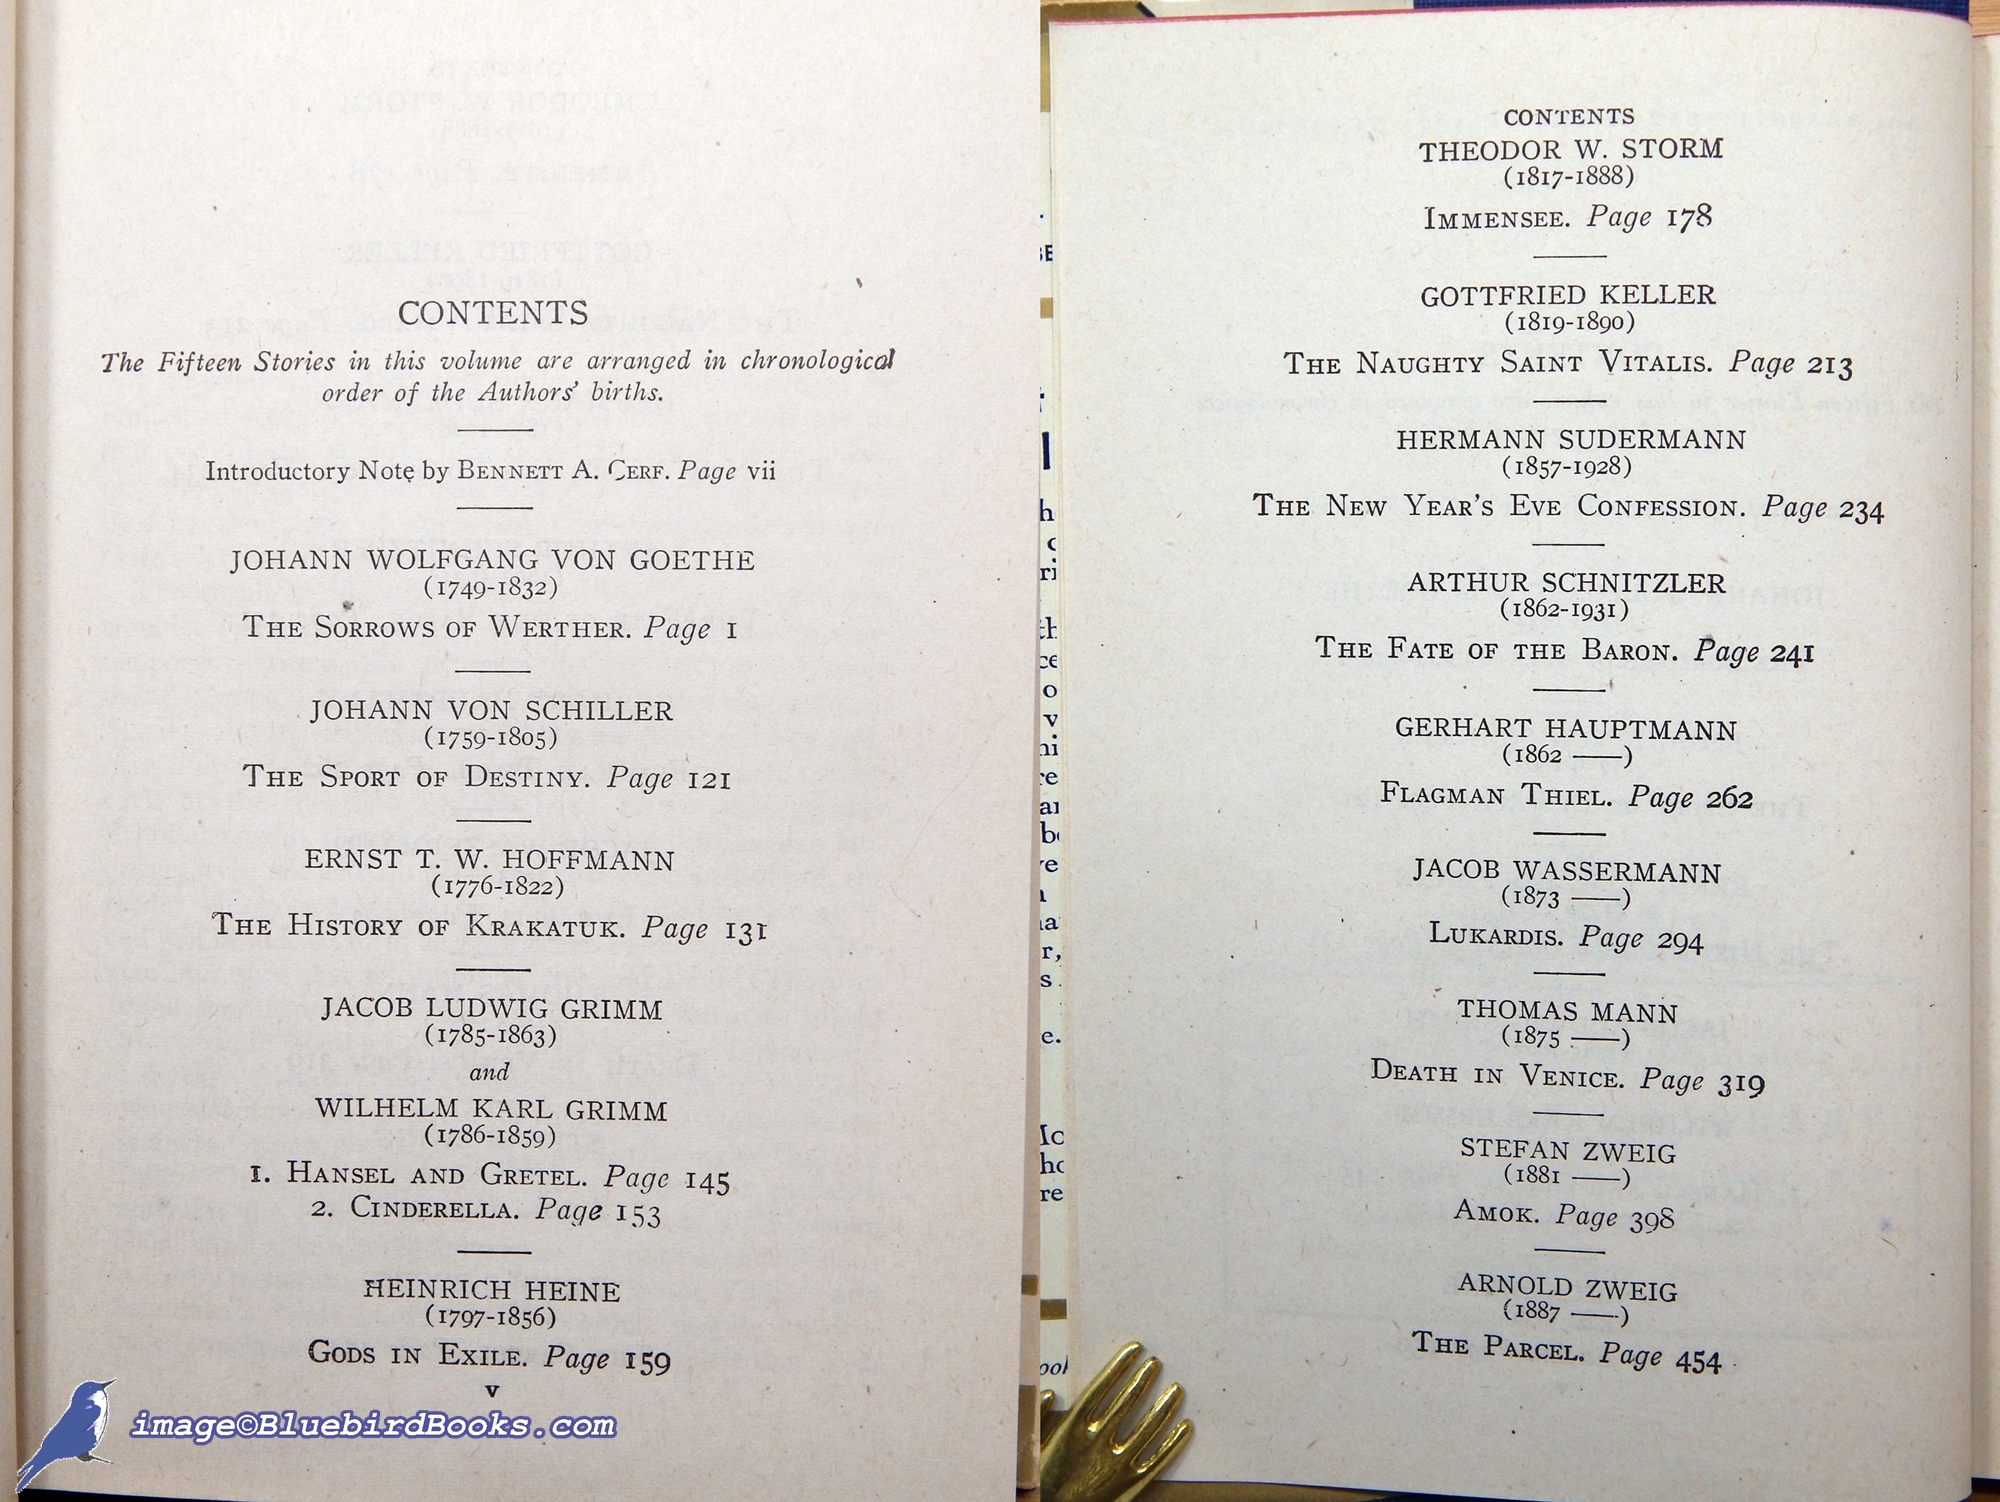 CONTENTS
The Fifteen Stories in this volume are arranged in chronological
order of the Authors' births.
Introductory Note by BENNETT A. CERF. Page vii
JOHANN WOLFGANG VON GOETHE
(1749-1832)
THE SORROWS OF WERTHER. Page 1
JOHANN VON SCHILLER
(1759-1805)
THE SPORT OF DESTINY. Page 121
ERNST T. W. HOFFMANN
(1776-1822)
THE HISTORY OF KRAKATUK. Page 131
JACOB LUDWIG GRIMM
(1785-1863)
and
WILHELM KARL GRIMM
(1786-1859)
1. HANSEL AND GRETEL. Page 145
2. CINDERELLA. Page 153
HEINRICH HEINE
(1797-1856)
GODS IN EXILE. Page 159
v
image©BluebirdBooks.com
CONTENTS
THEODOR W. STORM
(1817-1888)
IMMENSEE. Page 178
GOTTFRIED KELLER
(1819-1890)
THE NAUGHTY SAINT VITALIS. Page 213
HERMANN SUDERMANN
(1857-1928)
THE NEW YEAR'S EVE CONFESSION. Page 234
ARTHUR SCHNITZLER
(1862-1931)
THE FATE OF THE BARON. Page 241
GERHART HAUPTMANN
(1862 ——)
FLAGMAN THIEL. Page 262
JACOB WASSERMANN
(1873 ——)
LUKARDIS. Page 294
THOMAS MANN
(1875 ——)
DEATH IN VENICE. Page 319
STEFAN ZWEIG
(1881 ——)
AMOK. Page 398
ARNOLD ZWEIG
(1887 ——)
THE PARCEL. Page 454